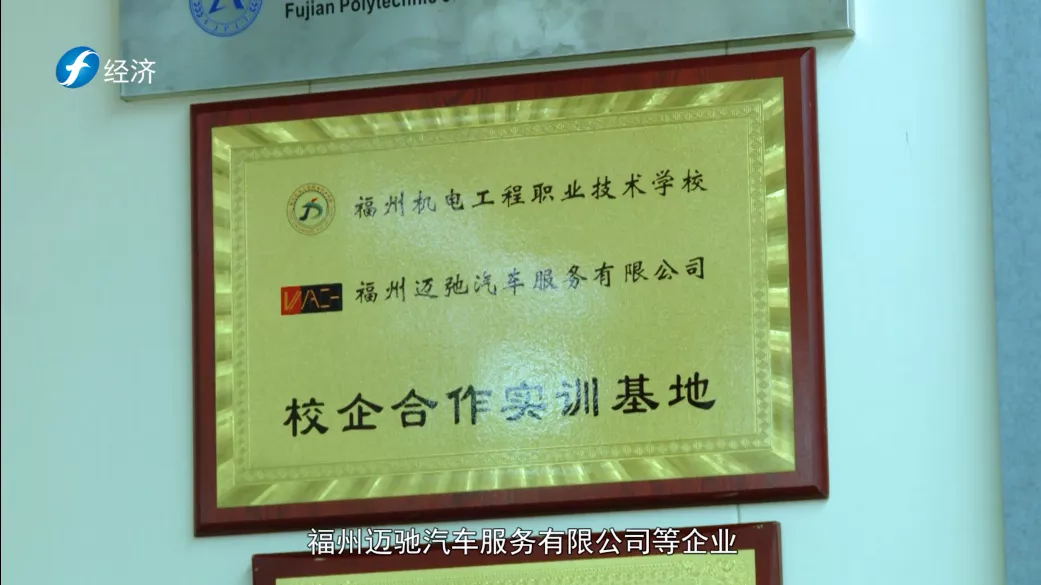 Fujian Polytechnic
经济
福州机电工程职业技术学校
福州迈弛汽车服务有限公司
校企合作实训基地
福州迈驰汽车服务有限公司等企业